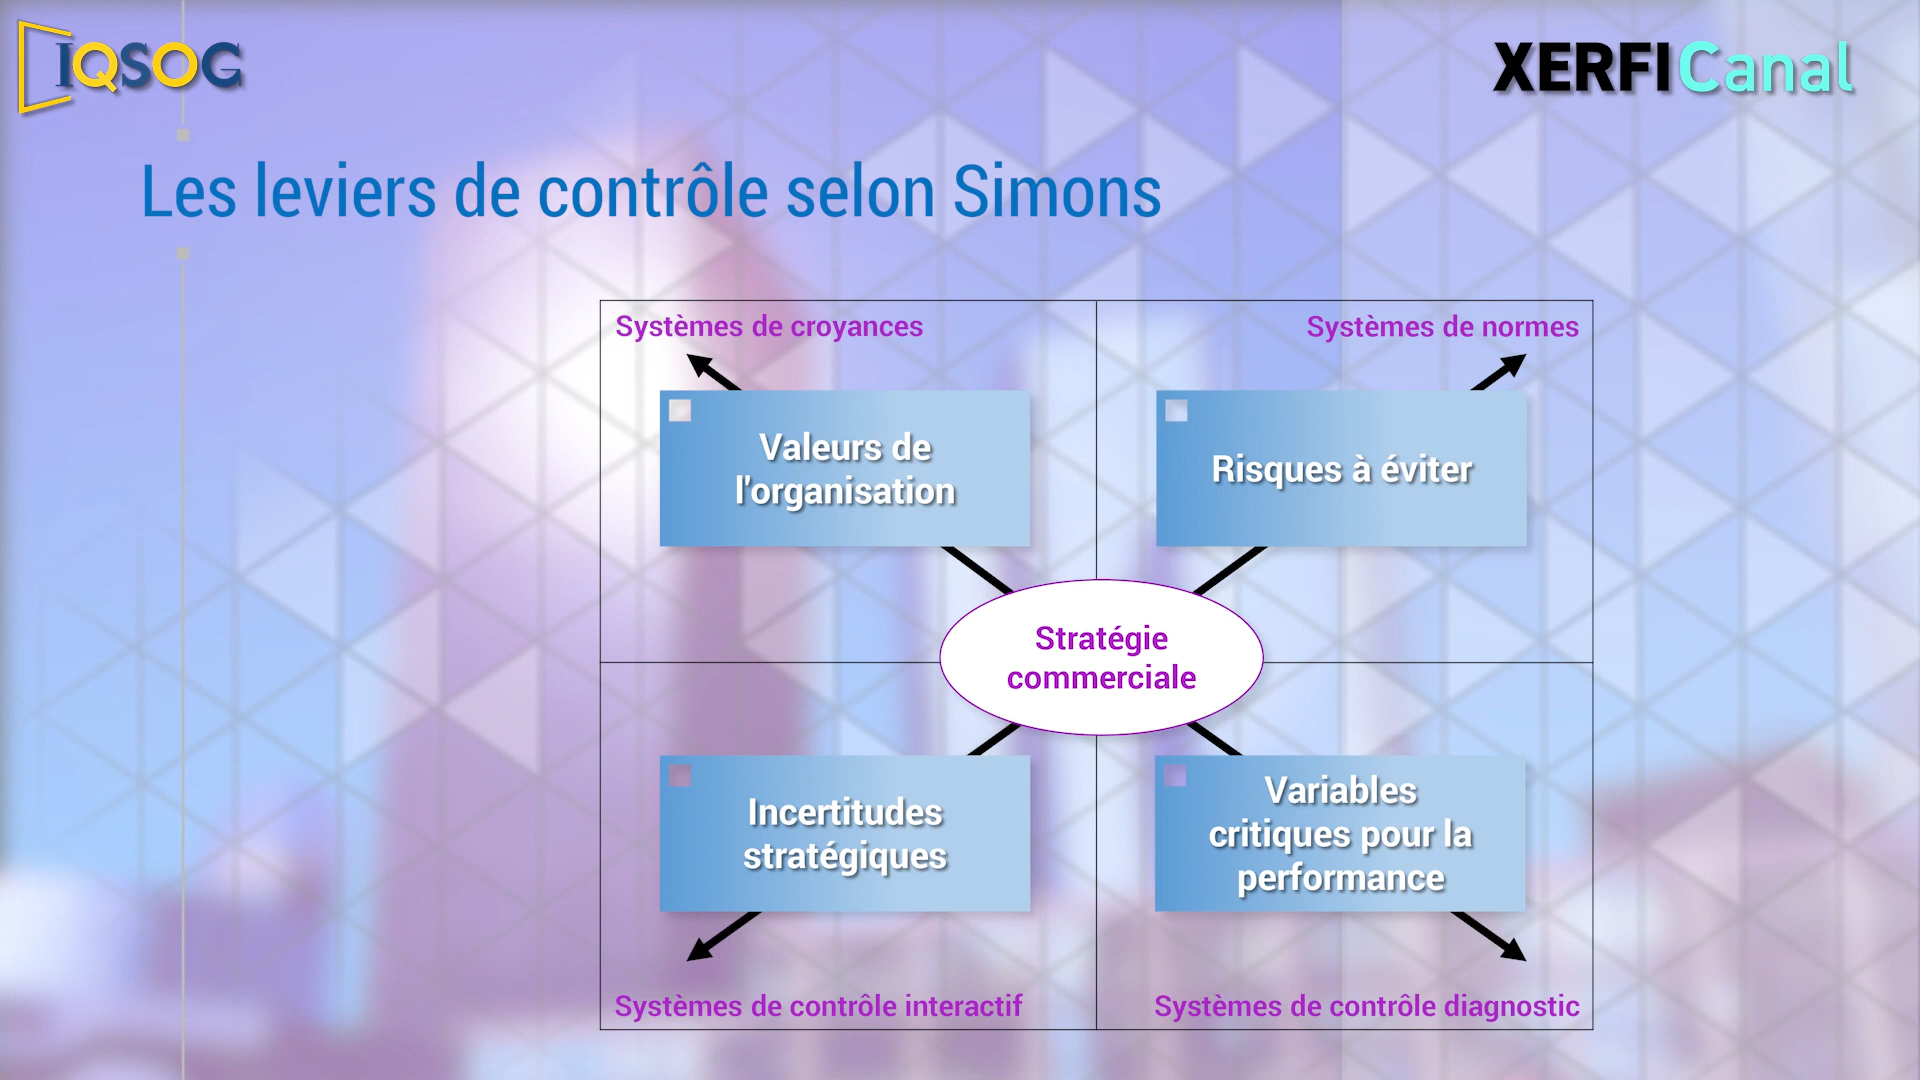 IQSOG
XERFI Canal
Les leviers de contrôle selon Simons
Systèmes de croyances
Systèmes de normes
Valeurs de
l'organisation
Risques à éviter
Stratégie
commerciale
Incertitudes
stratégiques
Variables
critiques pour la
performance
Systèmes de contrôle interactif
Systèmes de contrôle diagnostic